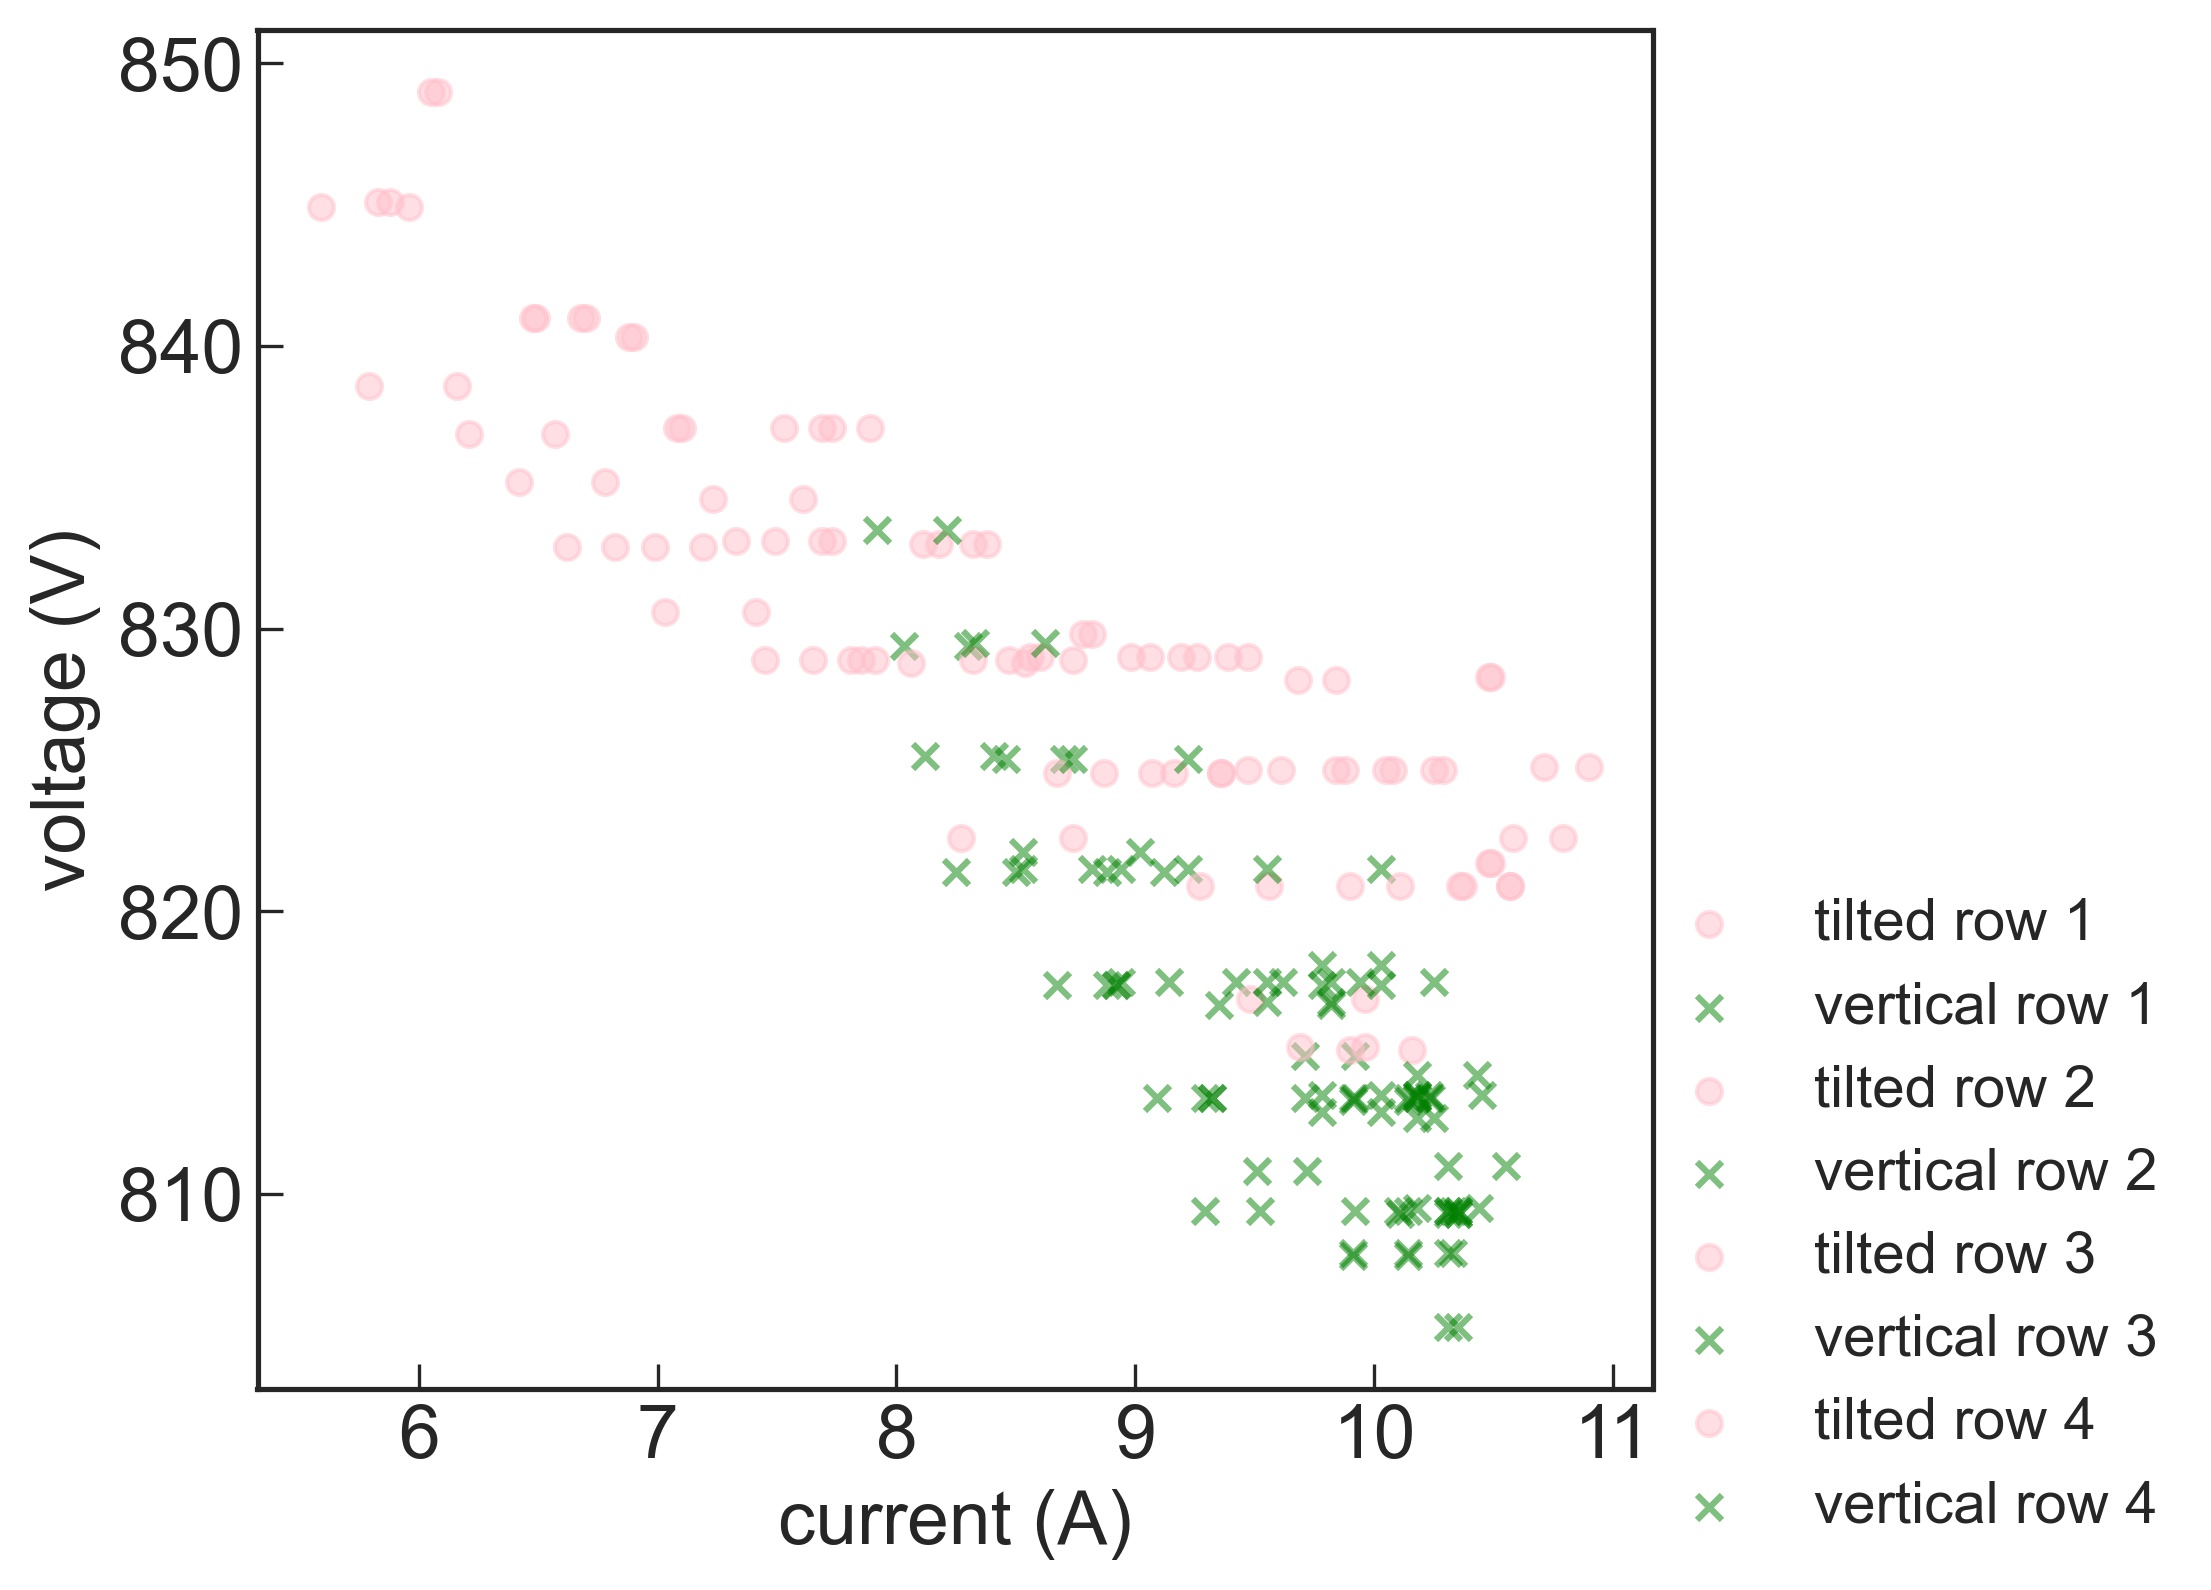 850
840
830
820
810
voltage (V)
6 7 8 9 10 11
current (A)
tilted row 1
vertical row 1
tilted row 2
vertical row 2
tilted row 3
vertical row 3
tilted row 4
vertical row 4